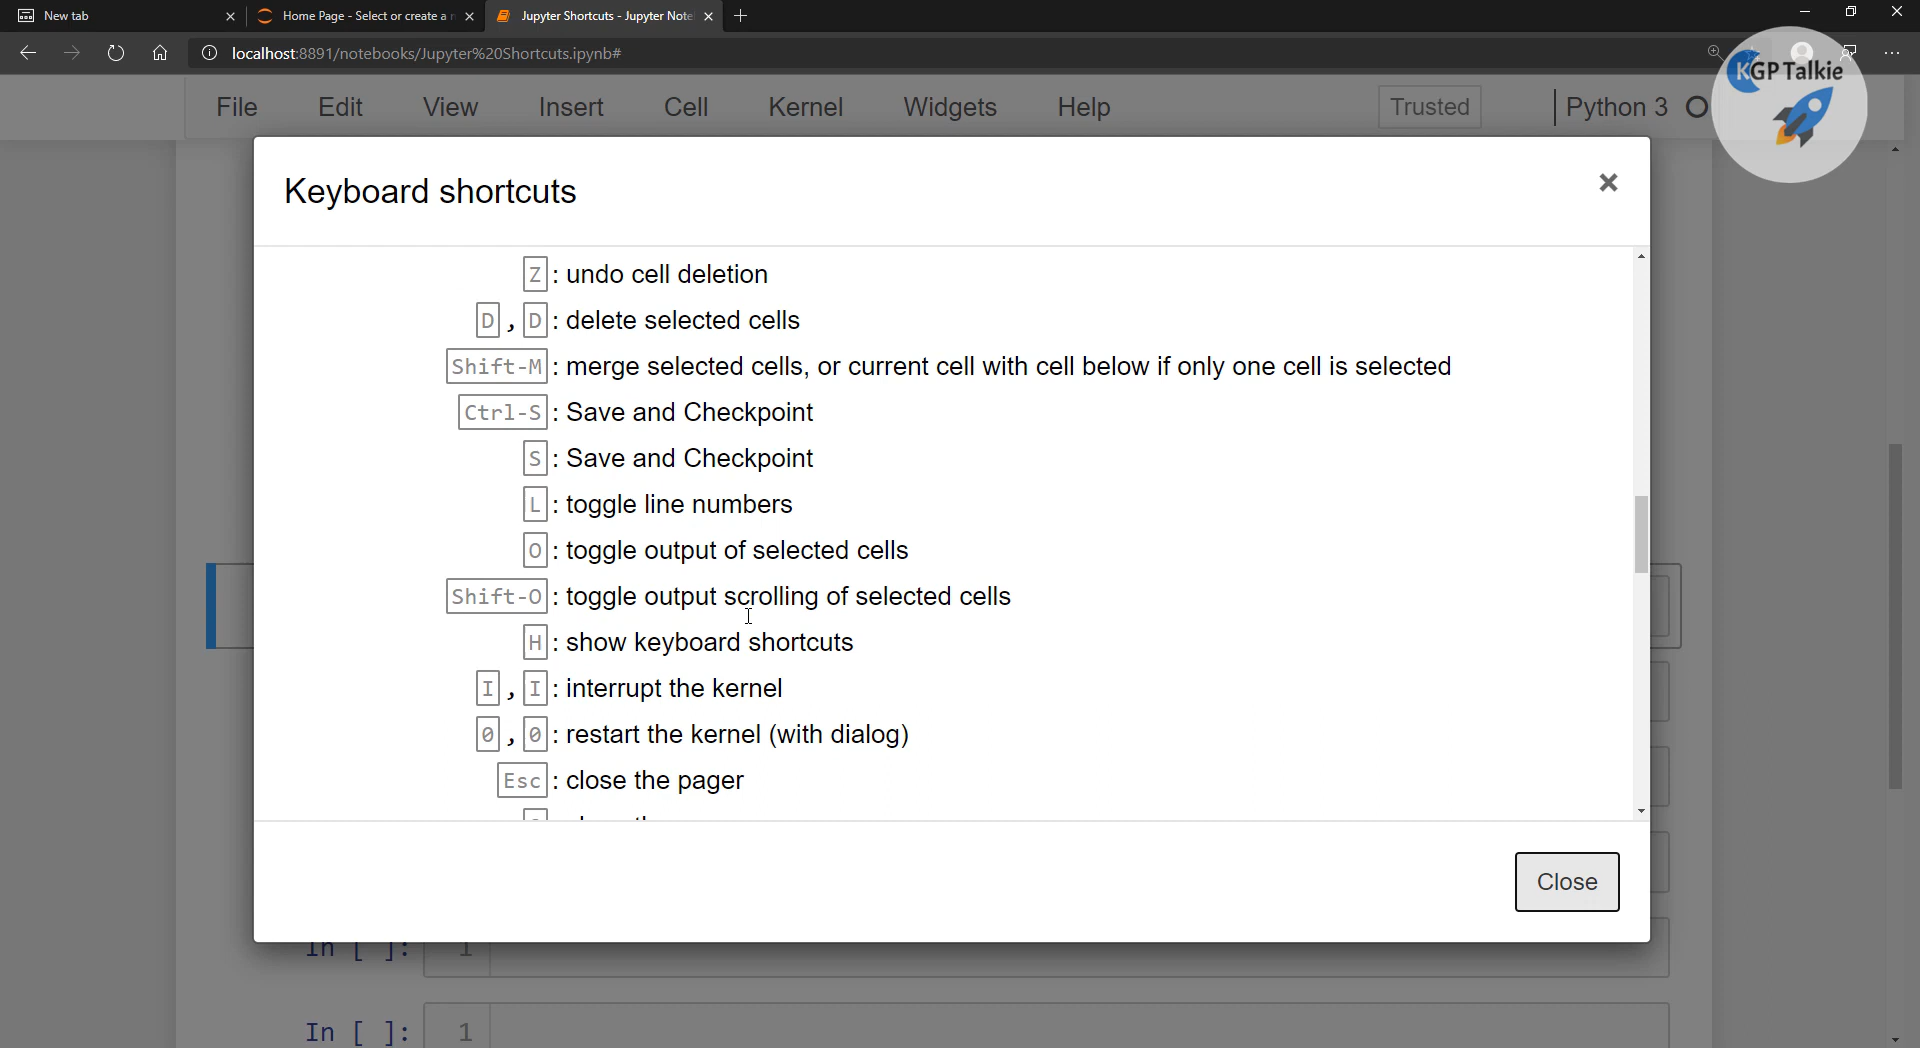 New tab
Home Page - Select or create a n
Jupyter Shortcuts - Jupyter Note
localhost:8891/notebooks/Jupyter%20Shortcuts.ipynb#
KGP Talkie
File Edit View Insert Cell Kernel Widgets Help
Trusted
Python 3
Keyboard shortcuts
Z : undo cell deletion
D , D : delete selected cells
Shift-M : merge selected cells, or current cell with cell below if only one cell is selected
Ctrl-S : Save and Checkpoint
S : Save and Checkpoint
L : toggle line numbers
O : toggle output of selected cells
Shift-O : toggle output scrolling of selected cells
H : show keyboard shortcuts
I , I : interrupt the kernel
0 , 0 : restart the kernel (with dialog)
Esc : close the pager
Close
In [ ]: 1
In [ ]: 1